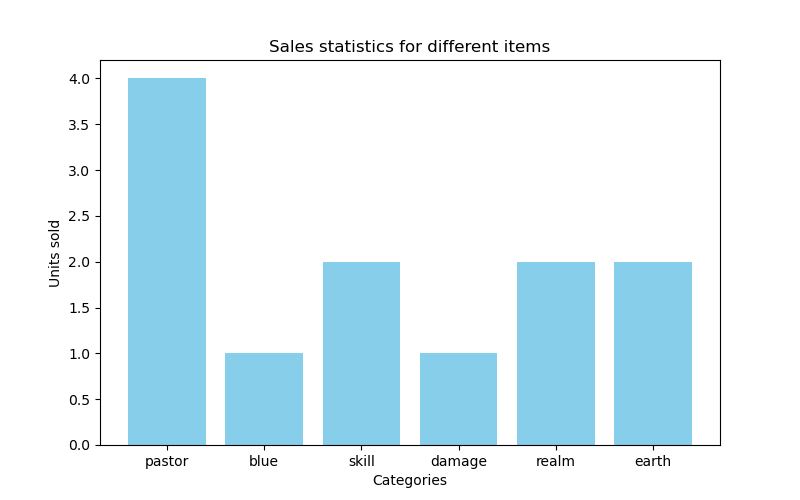 Sales statistics for different items
Units sold
4.0
3.5
3.0
2.5
2.0
1.5
1.0
0.5
0.0
pastor blue skill damage realm earth
Categories